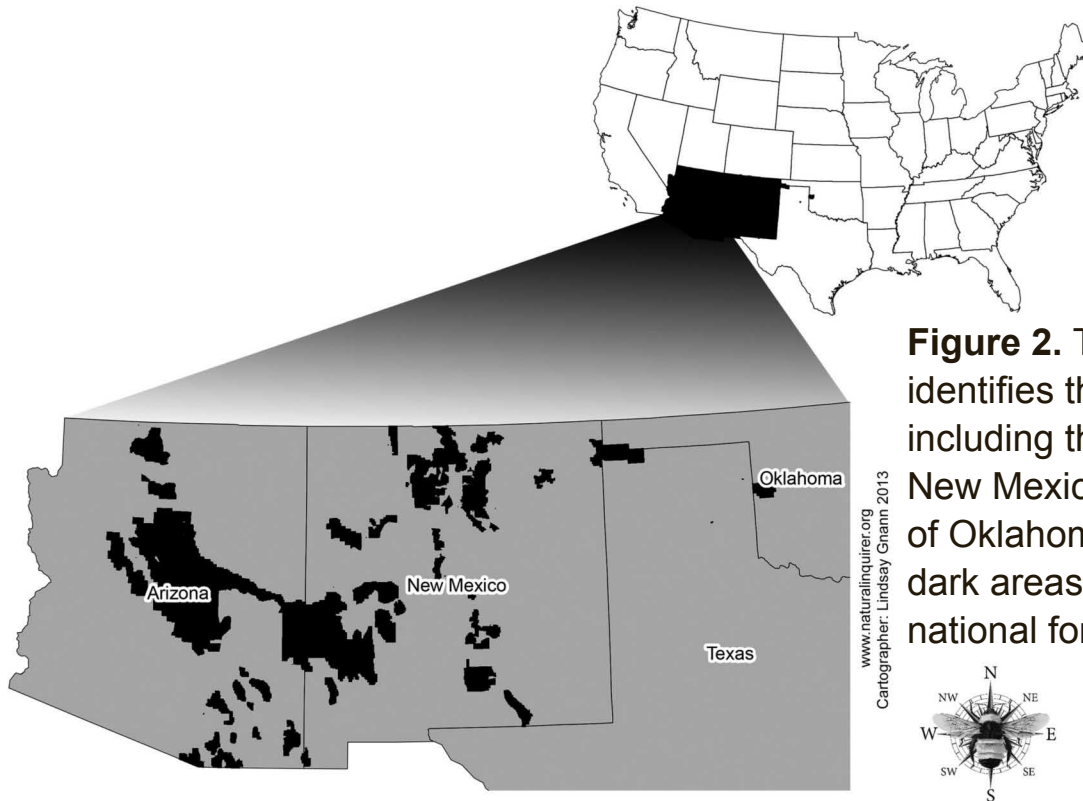 Figure 2. T
identifies th
including th
New Mexic
of Oklahom
dark areas
national for
Arizona
New Mexico
Oklahoma
Texas
www.naturalinquirer.org
Cartographer: Lindsay Gnann 2013
N
NW NE
W E
SW SE
S